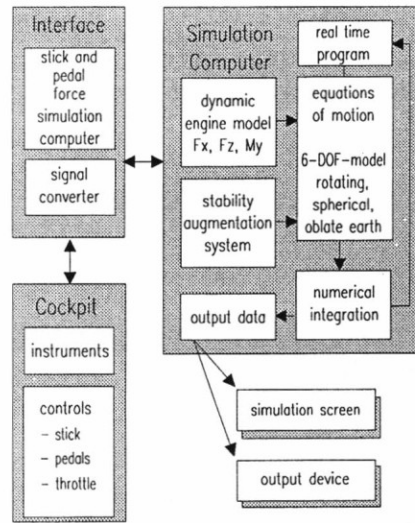 Interface
stick and
pedal
force
simulation
computer
signal
converter
Cockpit
instruments
controls
- stick
- pedals
- throttle
Simulation
Computer
real time
program
dynamic
engine model
Fx, Fz, My
equations
of motion
6-DOF-model
rotating,
spherical,
oblate earth
stability
augmentation
system
numerical
integration
output data
simulation screen
output device